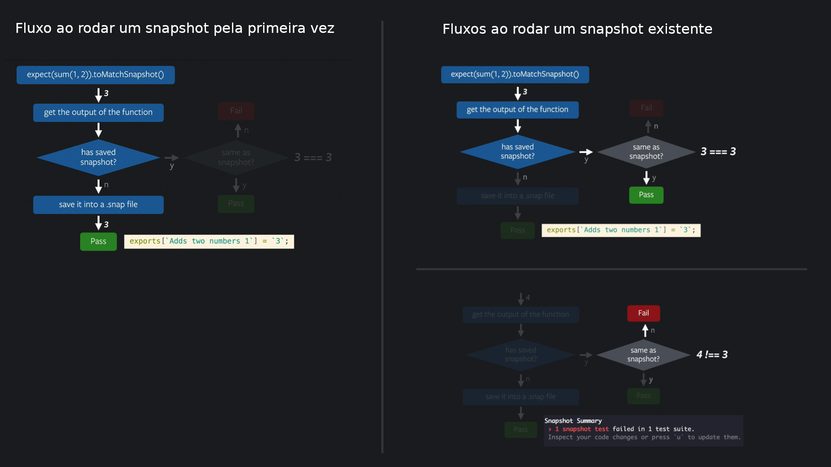 Fluxo ao rodar um snapshot pela primeira vez
expect(sum(1, 2)).toMatchSnapshot()
3
get the output of the function
Fail
n
has saved
snapshot?
y
same as
snapshot?
3 === 3
n
y
save it into a .snap file
Pass
3
Pass
exports[`Adds two numbers 1`] = `3`;
Fluxos ao rodar um snapshot existente
expect(sum(1, 2)).toMatchSnapshot()
3
get the output of the function
Fail
n
has saved
snapshot?
y
same as
snapshot?
3 === 3
n
y
save it into a .snap file
Pass
Pass
exports[`Adds two numbers 1`] = `3`;
4
get the output of the function
Fail
n
has saved
snapshot?
y
same as
snapshot?
4 !== 3
n
y
save it into a .snap file
Pass
Pass
Snapshot Summary
› 1 snapshot test failed in 1 test suite.
Inspect your code changes or press `u` to update them.